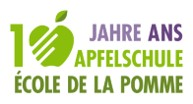 10 JAHRE ANS
APFELSCHULE
ÉCOLE DE LA POMME